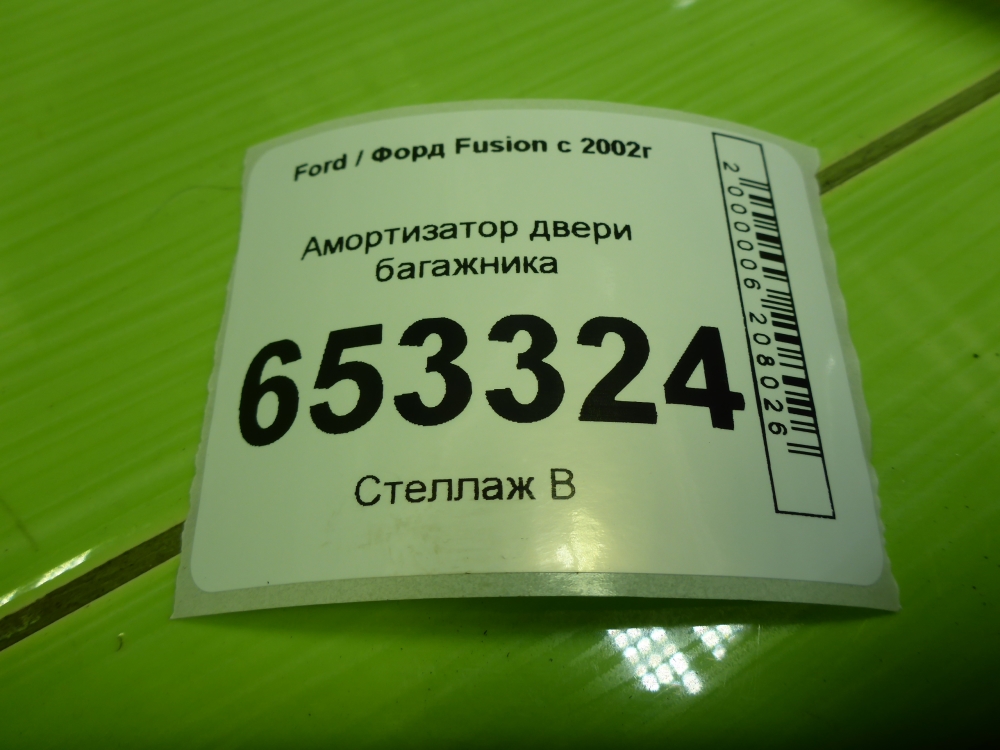 Ford / Форд Fusion с 2002г
Амортизатор двери
багажника
653324
Стеллаж В
2000006208026